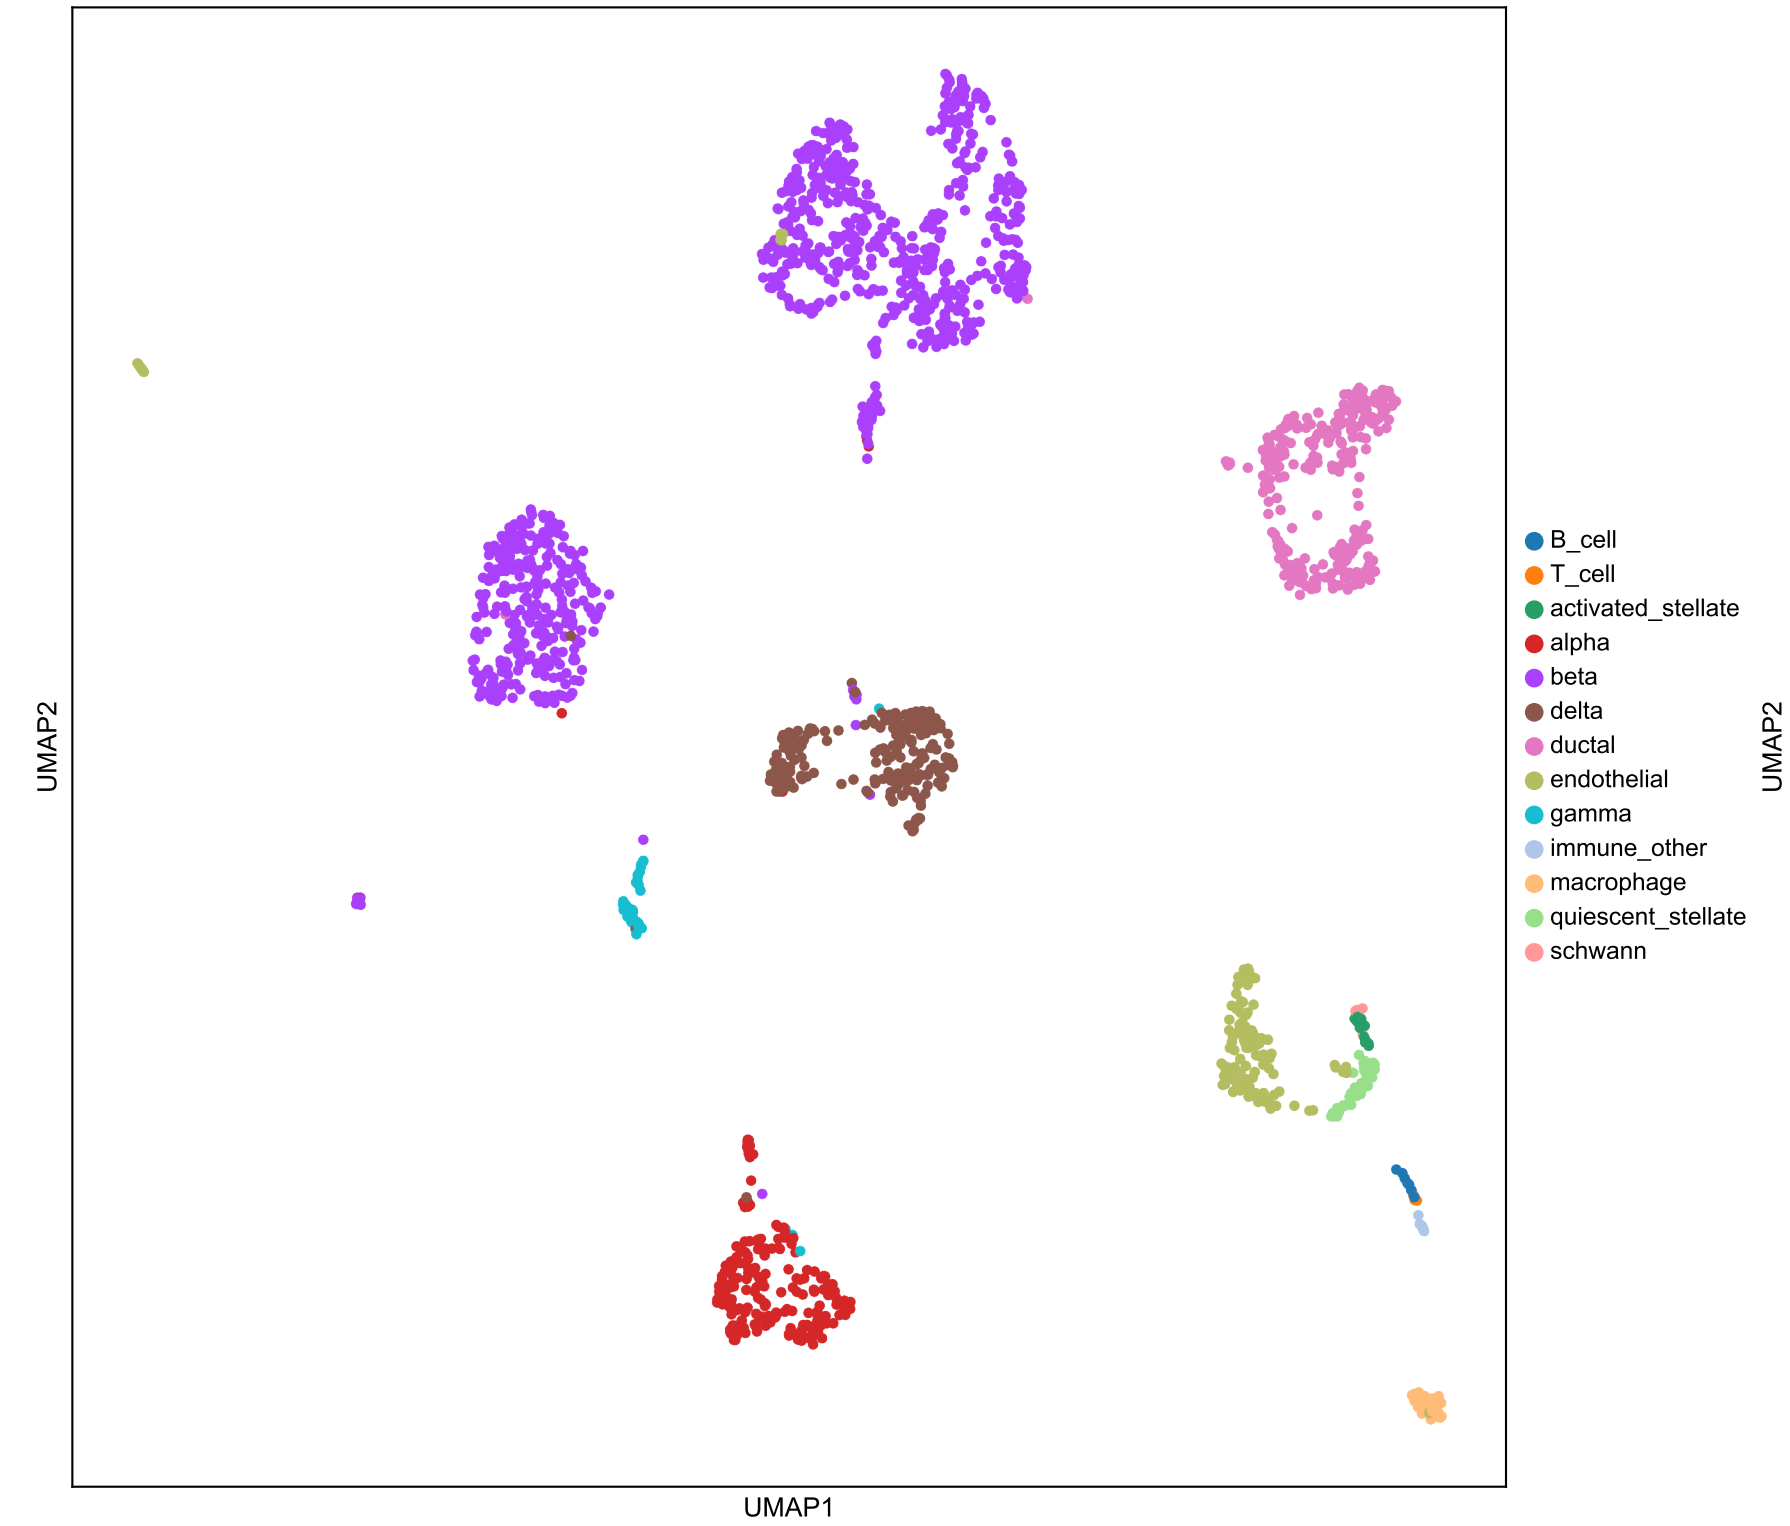 UMAP2
UMAP1
B_cell
T_cell
activated_stellate
alpha
beta
delta
ductal
endothelial
gamma
immune_other
macrophage
quiescent_stellate
schwann
UMAP2